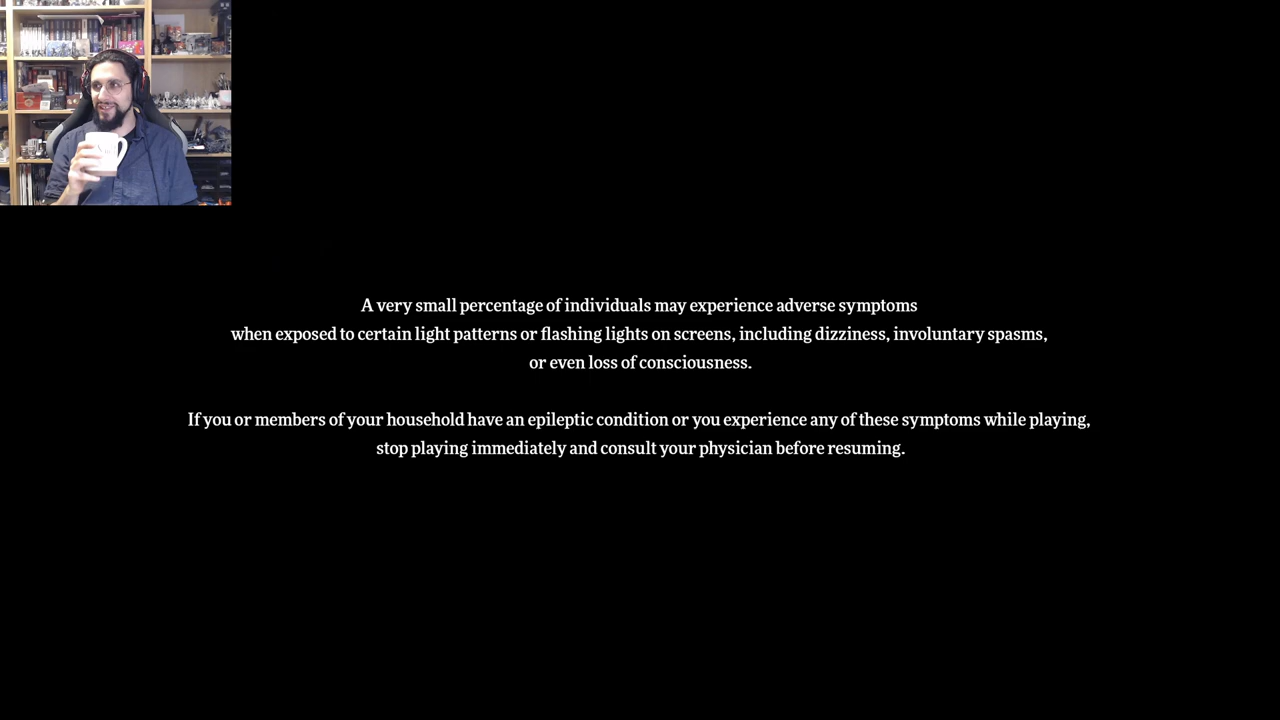 A very small percentage of individuals may experience adverse symptoms
when exposed to certain light patterns or flashing lights on screens, including dizziness, involuntary spasms,
or even loss of consciousness.
If you or members of your household have an epileptic condition or you experience any of these symptoms while playing,
stop playing immediately and consult your physician before resuming.